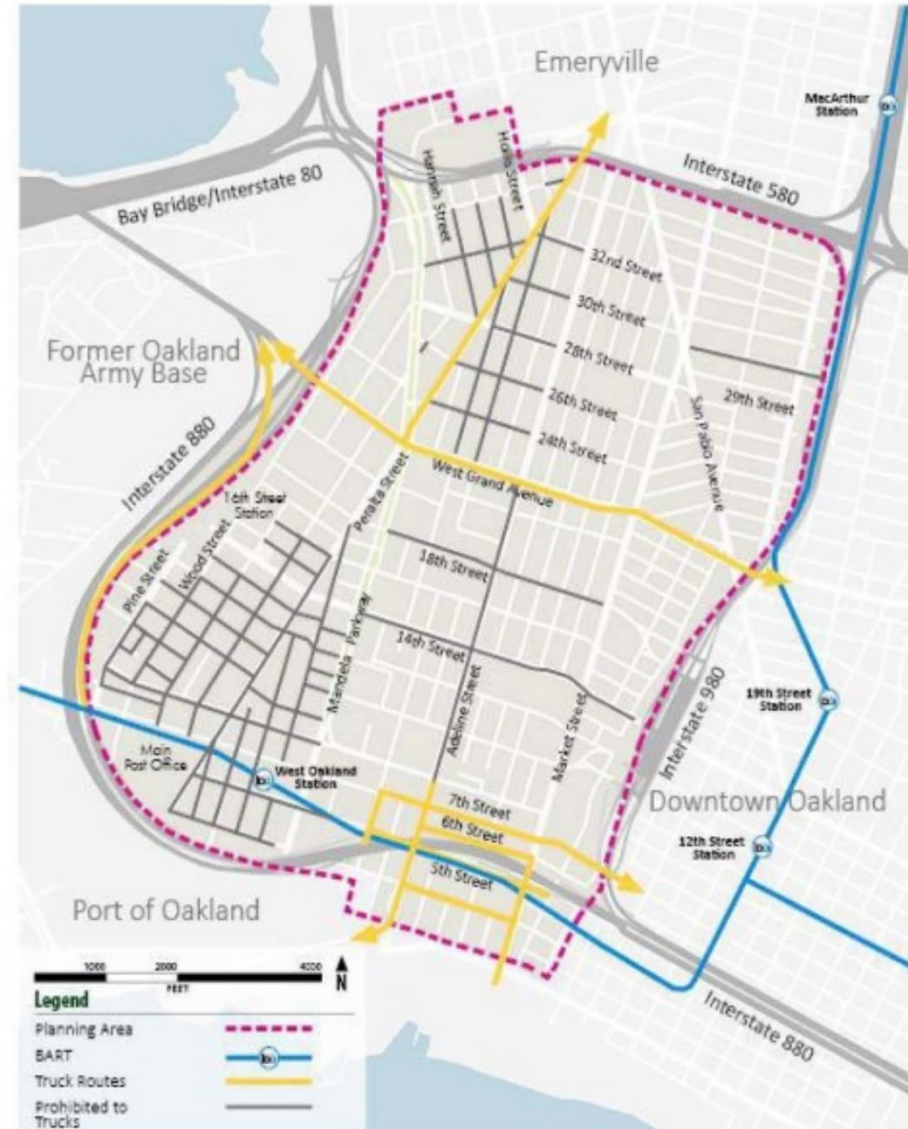 Emeryville
MacArthur
Station
Interstate 580
Bay Bridge/Interstate 80
Hannah Street
Hollis Street
32nd Street
30th Street
28th Street
29th Street
26th Street
24th Street
San Pablo Avenue
Former Oakland
Army Base
Interstate 880
West Grand Avenue
Peralta Street
16th Street
Station
Wood Street
Pine Street
18th Street
14th Street
Mandela Parkway
Adeline Street
Market Street
Interstate 980
19th Street
Station
Main
Post Office
West Oakland
Station
7th Street
6th Street
5th Street
Downtown Oakland
12th Street
Station
Port of Oakland
Interstate 880
1000 2000 4000
FEET
N
Legend
Planning Area
BART
Truck Routes
Prohibited to
Trucks